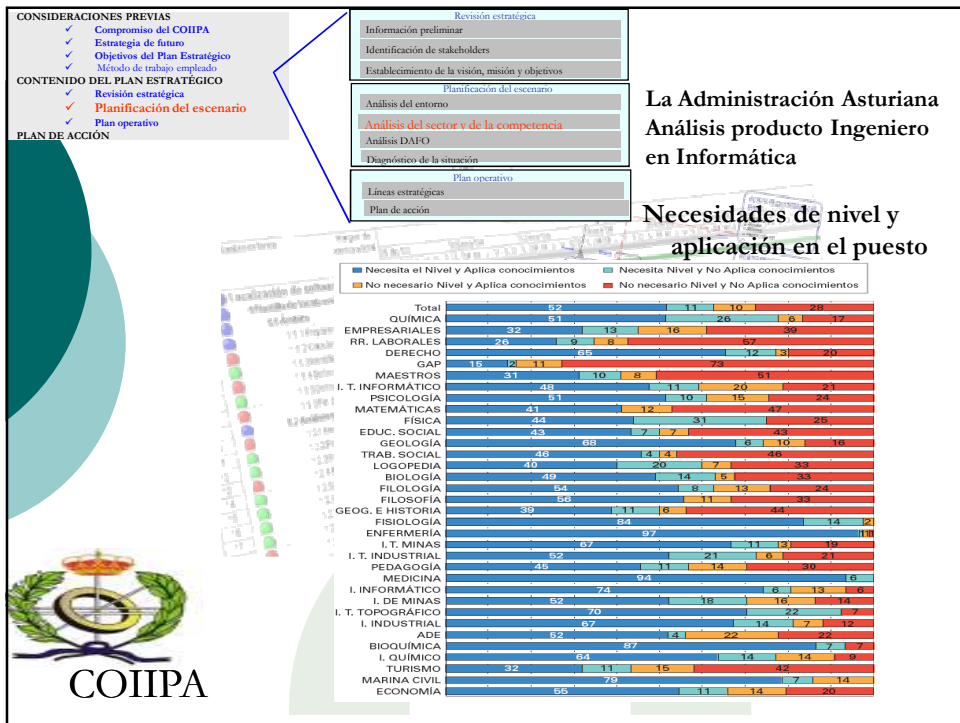 CONSIDERACIONES PREVIAS
✓ Compromiso del COIIPA
✓ Estrategia de futuro
✓ Objetivos del Plan Estratégico
✓ Método de trabajo empleado
CONTENIDO DEL PLAN ESTRATÉGICO
✓ Revisión estratégica
✓ Planificación del escenario
✓ Plan operativo
PLAN DE ACCIÓN
Revisión estratégica
Información preliminar
Identificación de stakeholders
Establecimiento de la visión, misión y objetivos
Planificación del escenario
Análisis del entorno
Análisis del sector y de la competencia
Análisis DAFO
Diagnóstico de la situación
Plan operativo
Líneas estratégicas
Plan de acción
La Administración Asturiana
Análisis producto Ingeniero
en Informática
Necesidades de nivel y
aplicación en el puesto
Necesita el Nivel y Aplica conocimientos
Necesita Nivel y No Aplica conocimientos
No necesario Nivel y Aplica conocimientos
No necesario Nivel y No Aplica conocimientos
Total 52 11 10 28
QUÍMICA 51 26 6 17
EMPRESARIALES 32 13 16 39
RR. LABORALES 26 9 8 57
DERECHO 65 12 3 20
GAP 15 2 11 73
MAESTROS 31 10 8 51
I. T. INFORMÁTICO 48 11 20 21
PSICOLOGÍA 51 10 15 24
MATEMÁTICAS 41 12 47
FÍSICA 44 31 25
EDUC. SOCIAL 43 7 7 43
GEOLOGÍA 68 6 10 16
TRAB. SOCIAL 46 4 4 46
LOGOPEDIA 40 20 7 33
BIOLOGÍA 49 14 5 33
FILOLOGÍA 54 8 13 24
FILOSOFÍA 56 11 33
GEOG. E HISTORIA 39 11 6 44
FISIOLOGÍA 84 14 2
ENFERMERÍA 97 1 1
I.T. MINAS 67 11 3 19
I. T. INDUSTRIAL 52 21 6 21
PEDAGOGÍA 45 11 14 30
MEDICINA 94 6
I. INFORMÁTICO 74 6 13 6
I. DE MINAS 52 18 16 14
I. T. TOPOGRÁFICO 70 22 7
I. INDUSTRIAL 67 14 7 12
ADE 52 4 22 22
BIOQUÍMICA 87 7 7
I. QUÍMICO 64 14 14 9
TURISMO 32 11 15 42
MARINA CIVIL 79 7 14
ECONOMÍA 55 11 14 20
COIIPA